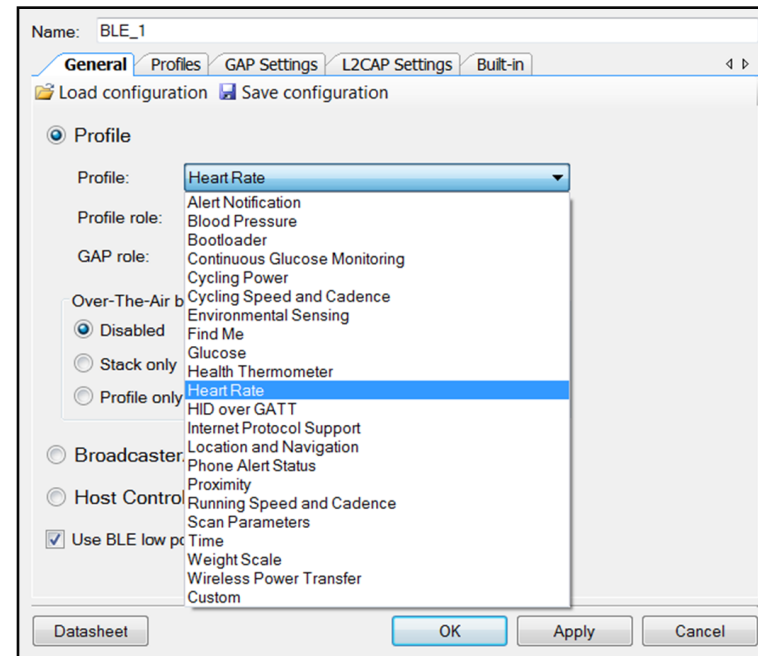 Name: BLE_1
General Profiles GAP Settings L2CAP Settings Built-in
Load configuration Save configuration
Profile
Profile: Heart Rate
Alert Notification
Profile role: Blood Pressure
Bootloader
GAP role: Continuous Glucose Monitoring
Cycling Power
Over-The-Air b Cycling Speed and Cadence
Environmental Sensing
Disabled Find Me
Glucose
Stack only Health Thermometer
Heart Rate
Profile only HID over GATT
Internet Protocol Support
Broadcaster Location and Navigation
Phone Alert Status
Proximity
Host Control Running Speed and Cadence
Scan Parameters
Use BLE low po Time
Weight Scale
Wireless Power Transfer
Custom
Datasheet OK Apply Cancel